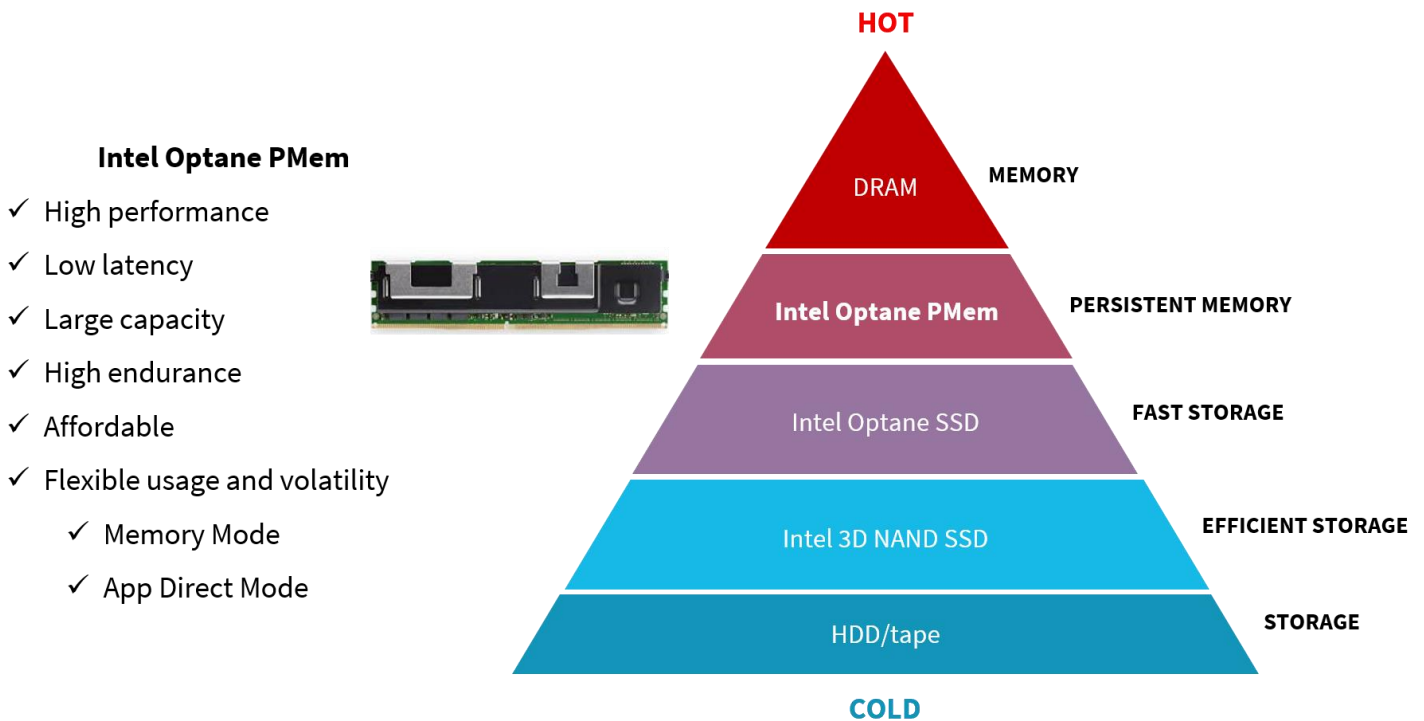 HOT
Intel Optane PMem
✓ High performance
✓ Low latency
✓ Large capacity
✓ High endurance
✓ Affordable
✓ Flexible usage and volatility
✓ Memory Mode
✓ App Direct Mode
DRAM
MEMORY
Intel Optane PMem
PERSISTENT MEMORY
Intel Optane SSD
FAST STORAGE
Intel 3D NAND SSD
EFFICIENT STORAGE
HDD/tape
STORAGE
COLD